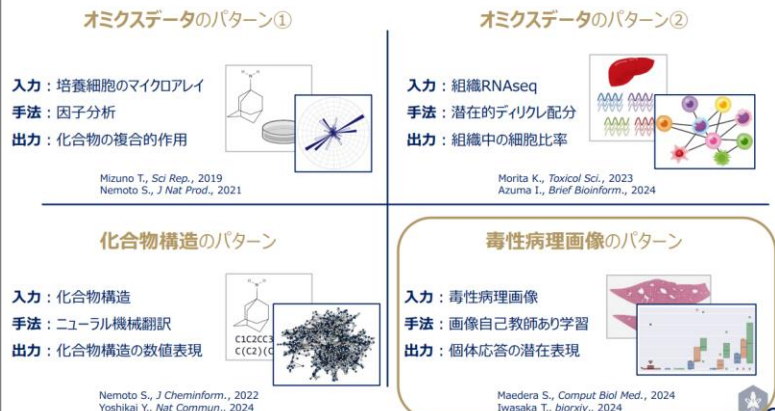 オミクスデータのパターン①
入力：培養細胞のマイクロアレイ
手法：因子分析
出力：化合物の複合的作用
Mizuno T., Sci Rep., 2019
Nemoto S., J Nat Prod., 2021
オミクスデータのパターン②
入力：組織RNAseq
手法：潜在的ディリクレ配分
出力：組織中の細胞比率
Morita K., Toxicol Sci., 2023
Azuma I., Brief Bioinform., 2024
化合物構造のパターン
入力：化合物構造
手法：ニューラル機械翻訳
出力：化合物構造の数値表現
C1C2CC3
C(C2)(C
Nemoto S., J Cheminform., 2022
Yoshikai Y., Nat Commun., 2024
毒性病理画像のパターン
入力：毒性病理画像
手法：画像自己教師あり学習
出力：個体応答の潜在表現
Maedera S., Comput Biol Med., 2024
Iwasaka T., biorxiv., 2024